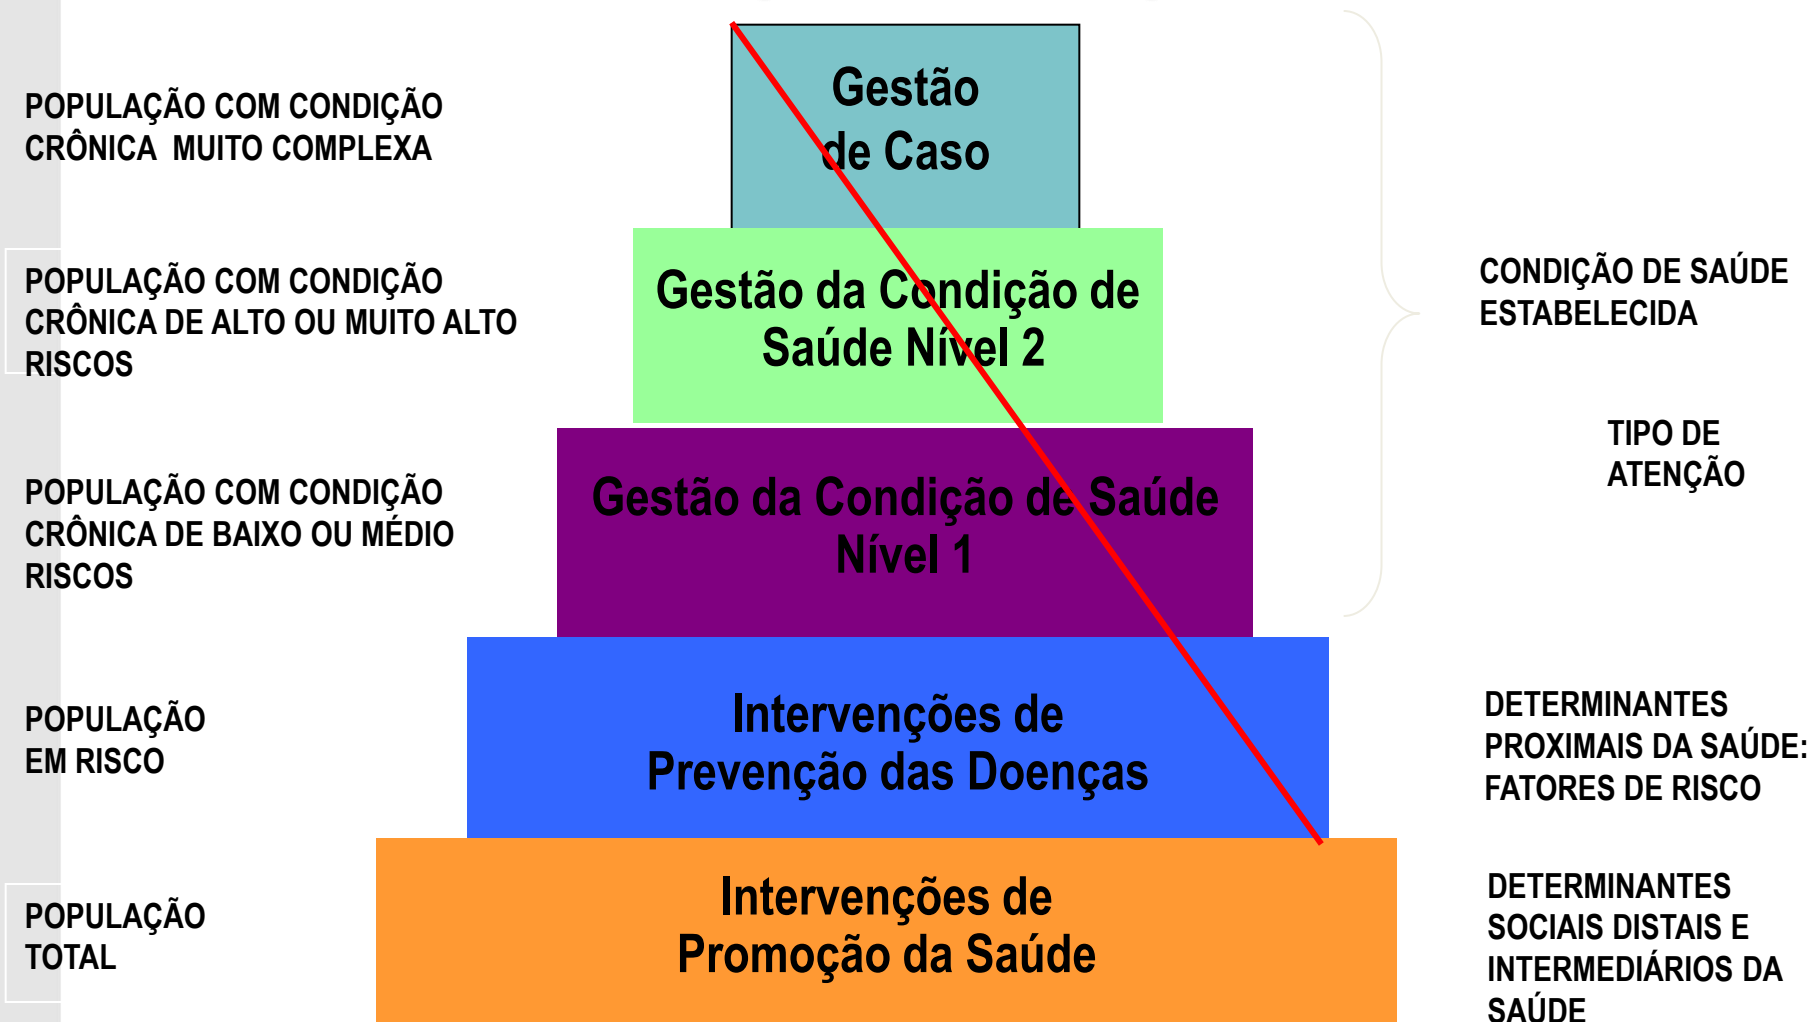 POPULAÇÃO COM CONDIÇÃO
CRÔNICA MUITO COMPLEXA
Gestão
de Caso
POPULAÇÃO COM CONDIÇÃO
CRÔNICA DE ALTO OU MUITO ALTO
RISCOS
Gestão da Condição de
Saúde Nível 2
CONDIÇÃO DE SAÚDE
ESTABELECIDA
TIPO DE
ATENÇÃO
POPULAÇÃO COM CONDIÇÃO
CRÔNICA DE BAIXO OU MÉDIO
RISCOS
Gestão da Condição de Saúde
Nível 1
POPULAÇÃO
EM RISCO
Intervenções de
Prevenção das Doenças
DETERMINANTES
PROXIMAIS DA SAÚDE:
FATORES DE RISCO
POPULAÇÃO
TOTAL
Intervenções de
Promoção da Saúde
DETERMINANTES
SOCIAIS DISTAIS E
INTERMEDIÁRIOS DA
SAÚDE